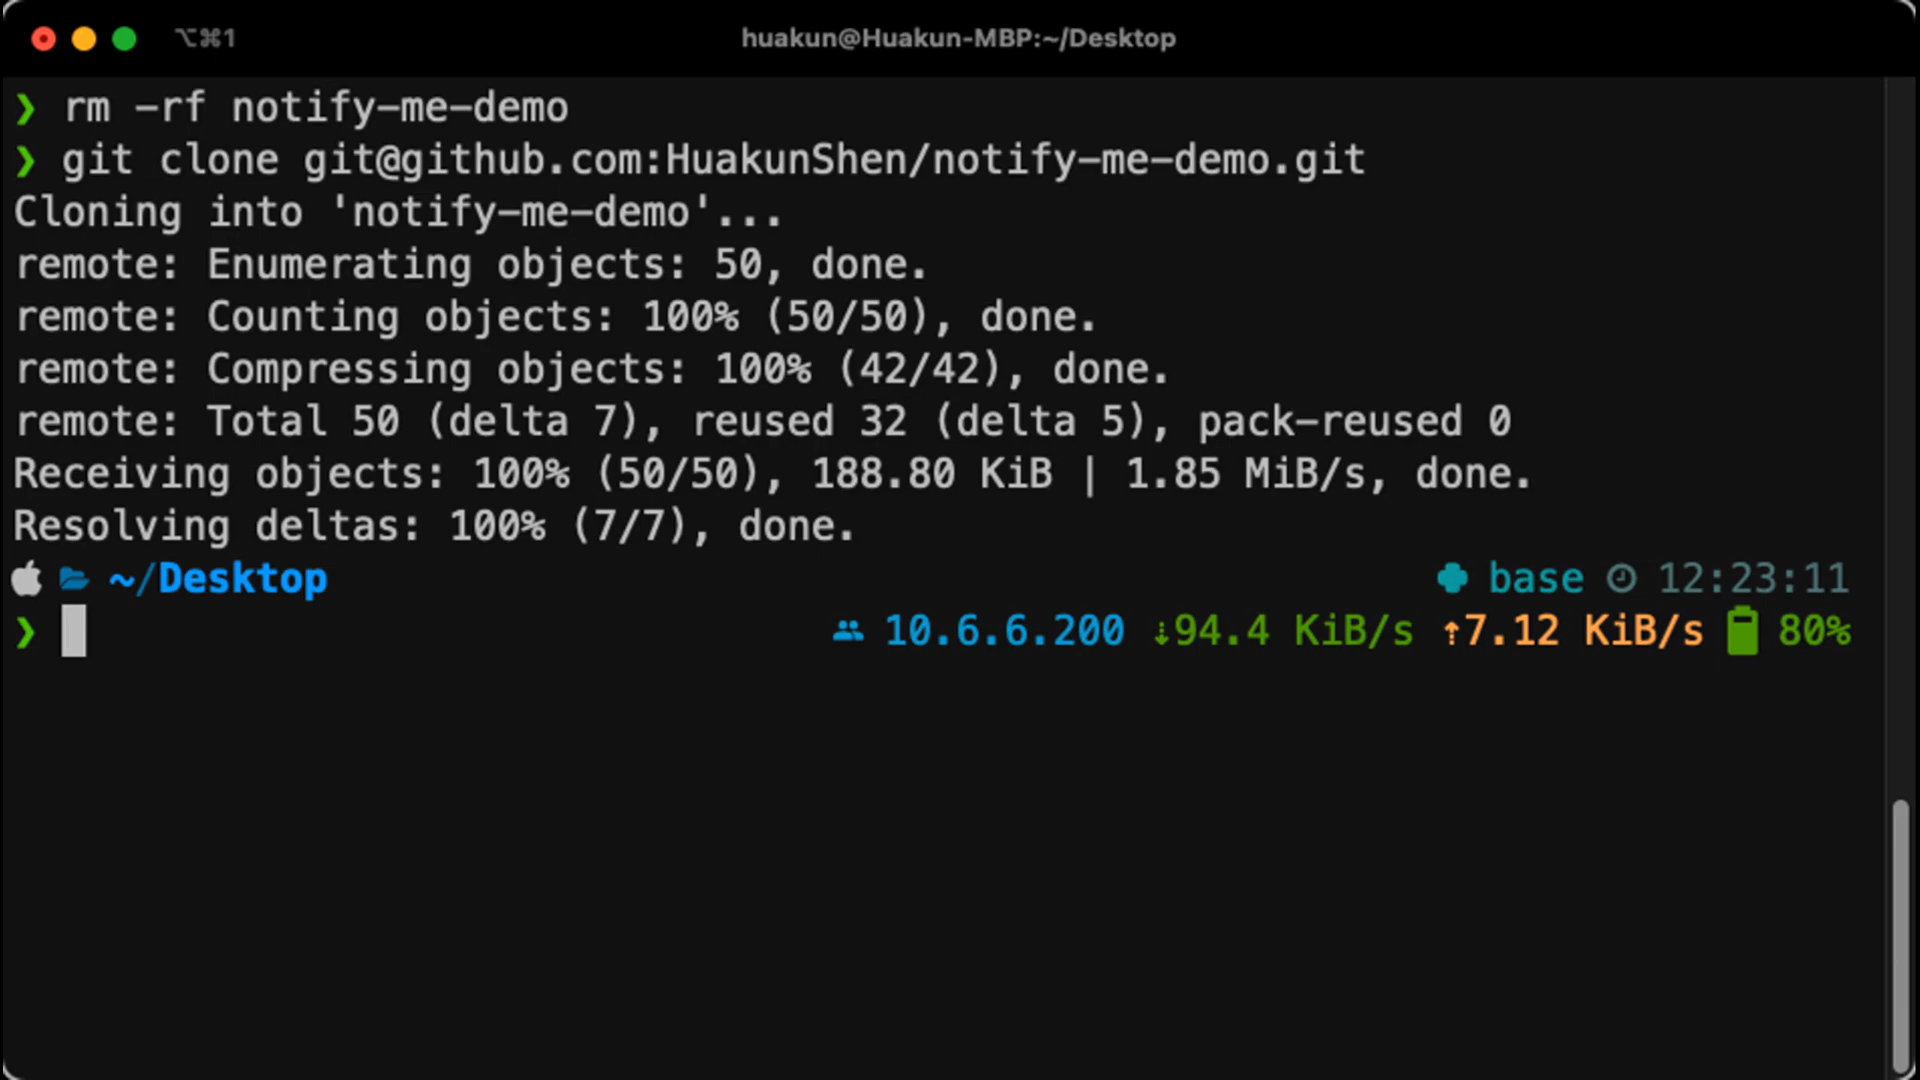 ⌥⌘1 huakun@Huakun-MBP:~/Desktop
❯ rm -rf notify-me-demo
❯ git clone git@github.com:HuakunShen/notify-me-demo.git
Cloning into 'notify-me-demo'...
remote: Enumerating objects: 50, done.
remote: Counting objects: 100% (50/50), done.
remote: Compressing objects: 100% (42/42), done.
remote: Total 50 (delta 7), reused 32 (delta 5), pack-reused 0
Receiving objects: 100% (50/50), 188.80 KiB | 1.85 MiB/s, done.
Resolving deltas: 100% (7/7), done.
~/Desktop base 12:23:11
❯ 10.6.6.200 ⇣94.4 KiB/s ⇡7.12 KiB/s 80%